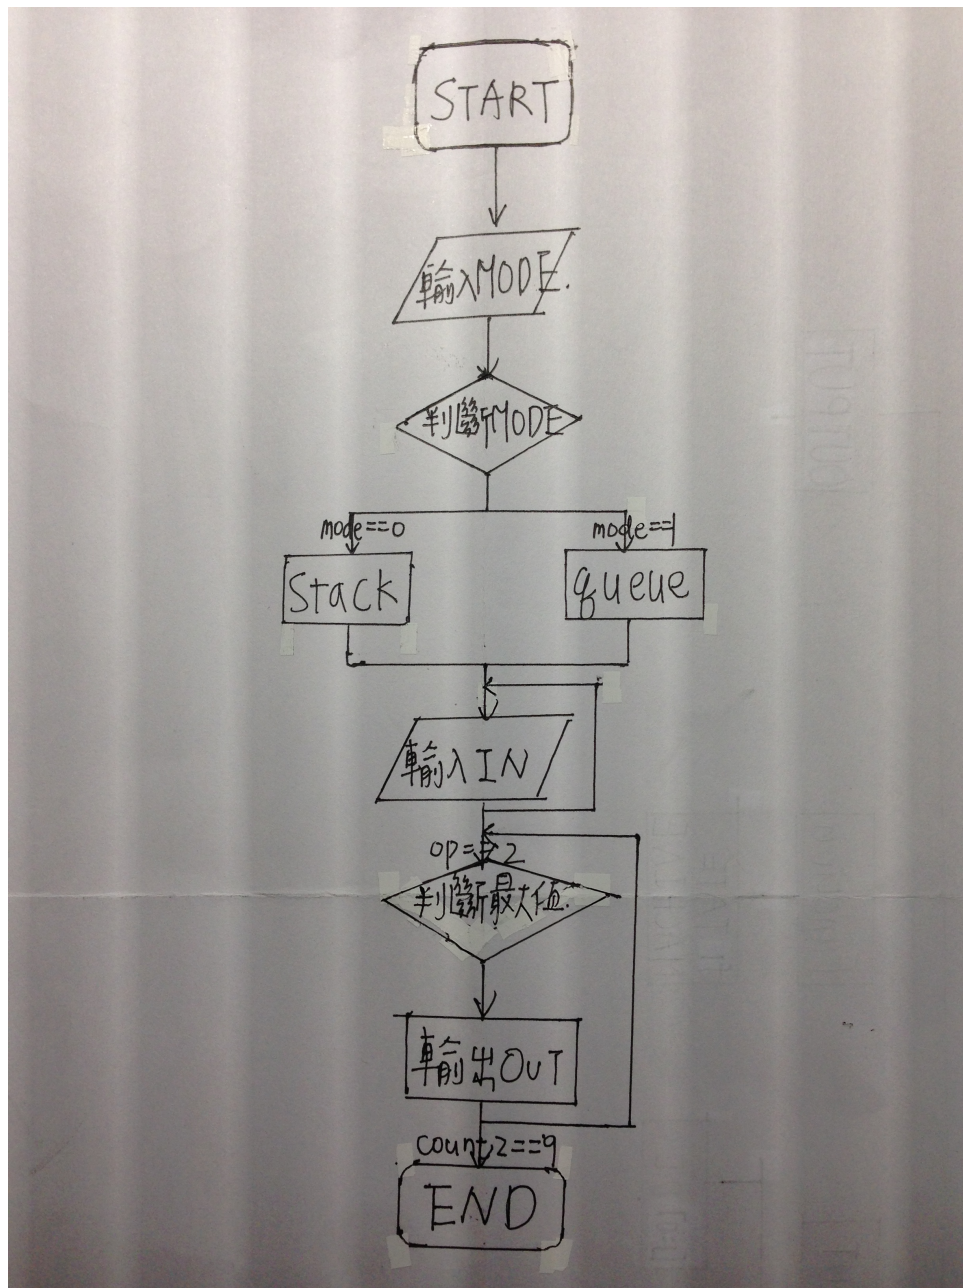 START
輸入MODE.
判斷MODE
mode==0
mode==1
Stack
queue
輸入IN
op==2
判斷最大值.
輸出OUT
count2==9
END